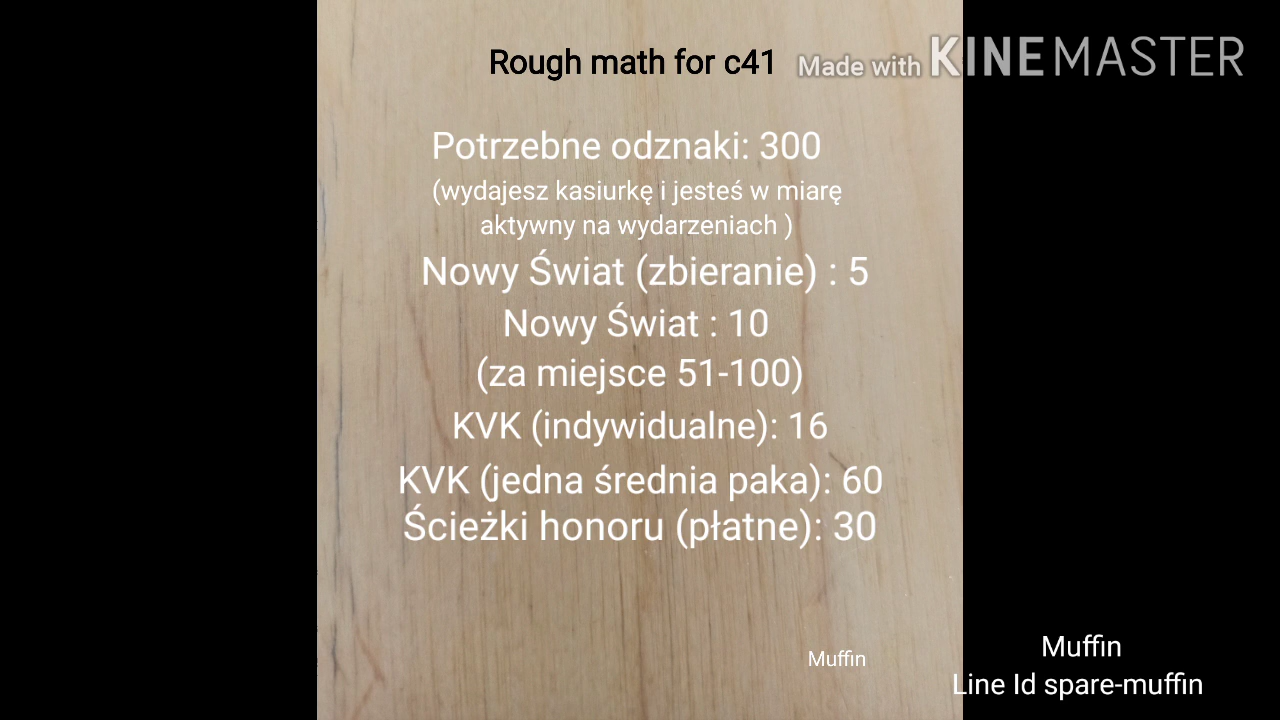 Rough math for c41
Made with KINEMASTER
Potrzebne odznaki: 300
(wydajesz kasiurkę i jesteś w miarę
aktywny na wydarzeniach )
Nowy Świat (zbieranie) : 5
Nowy Świat : 10
(za miejsce 51-100)
KVK (indywidualne): 16
KVK (jedna średnia paka): 60
Ścieżki honoru (płatne): 30
Muffin
Muffin
Line Id spare-muffin